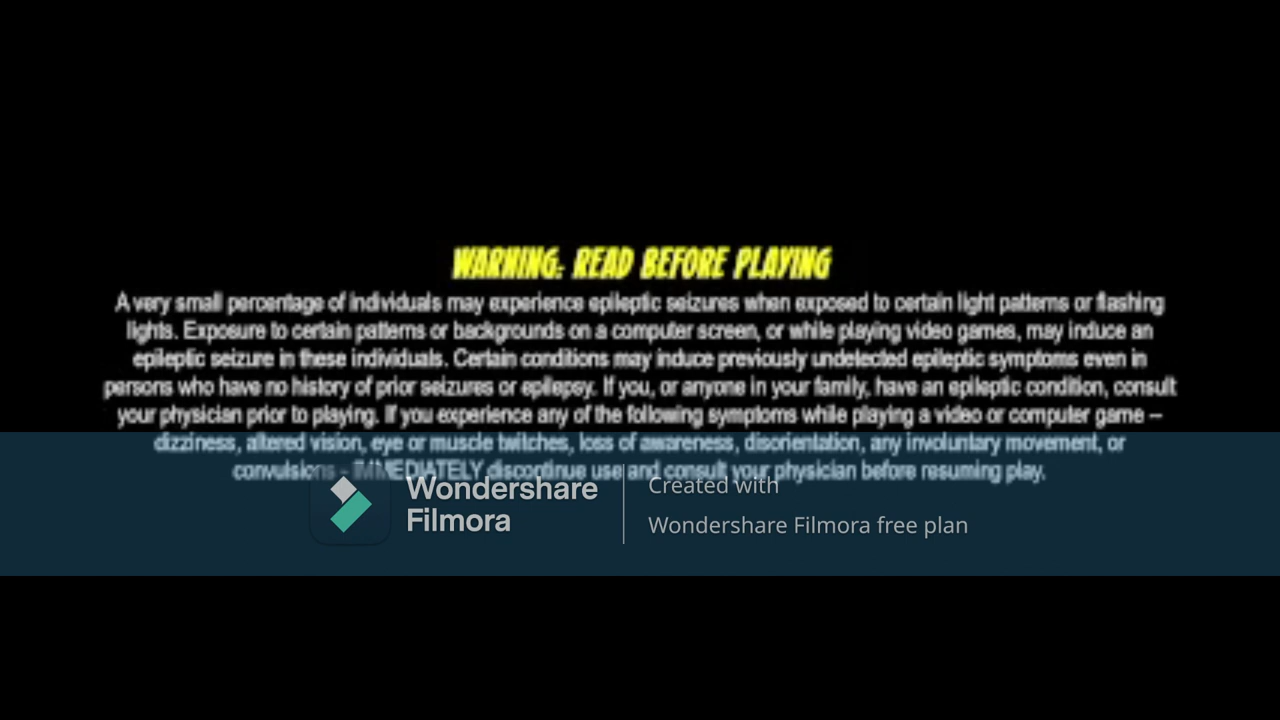 WARNING: READ BEFORE PLAYING
A very small percentage of individuals may experience epileptic seizures when exposed to certain light patterns or flashing
lights. Exposure to certain patterns or backgrounds on a computer screen, or while playing video games, may induce an
epileptic seizure in these individuals. Certain conditions may induce previously undetected epileptic symptoms even in
persons who have no history of prior seizures or epilepsy. If you, or anyone in your family, have an epileptic condition, consult
your physician prior to playing. If you experience any of the following symptoms while playing a video or computer game --
dizziness, altered vision, eye or muscle twitches, loss of awareness, disorientation, any involuntary movement, or
convulsions - IMMEDIATELY discontinue use and consult your physician before resuming play.
Wondershare
Filmora
Created with
Wondershare Filmora free plan